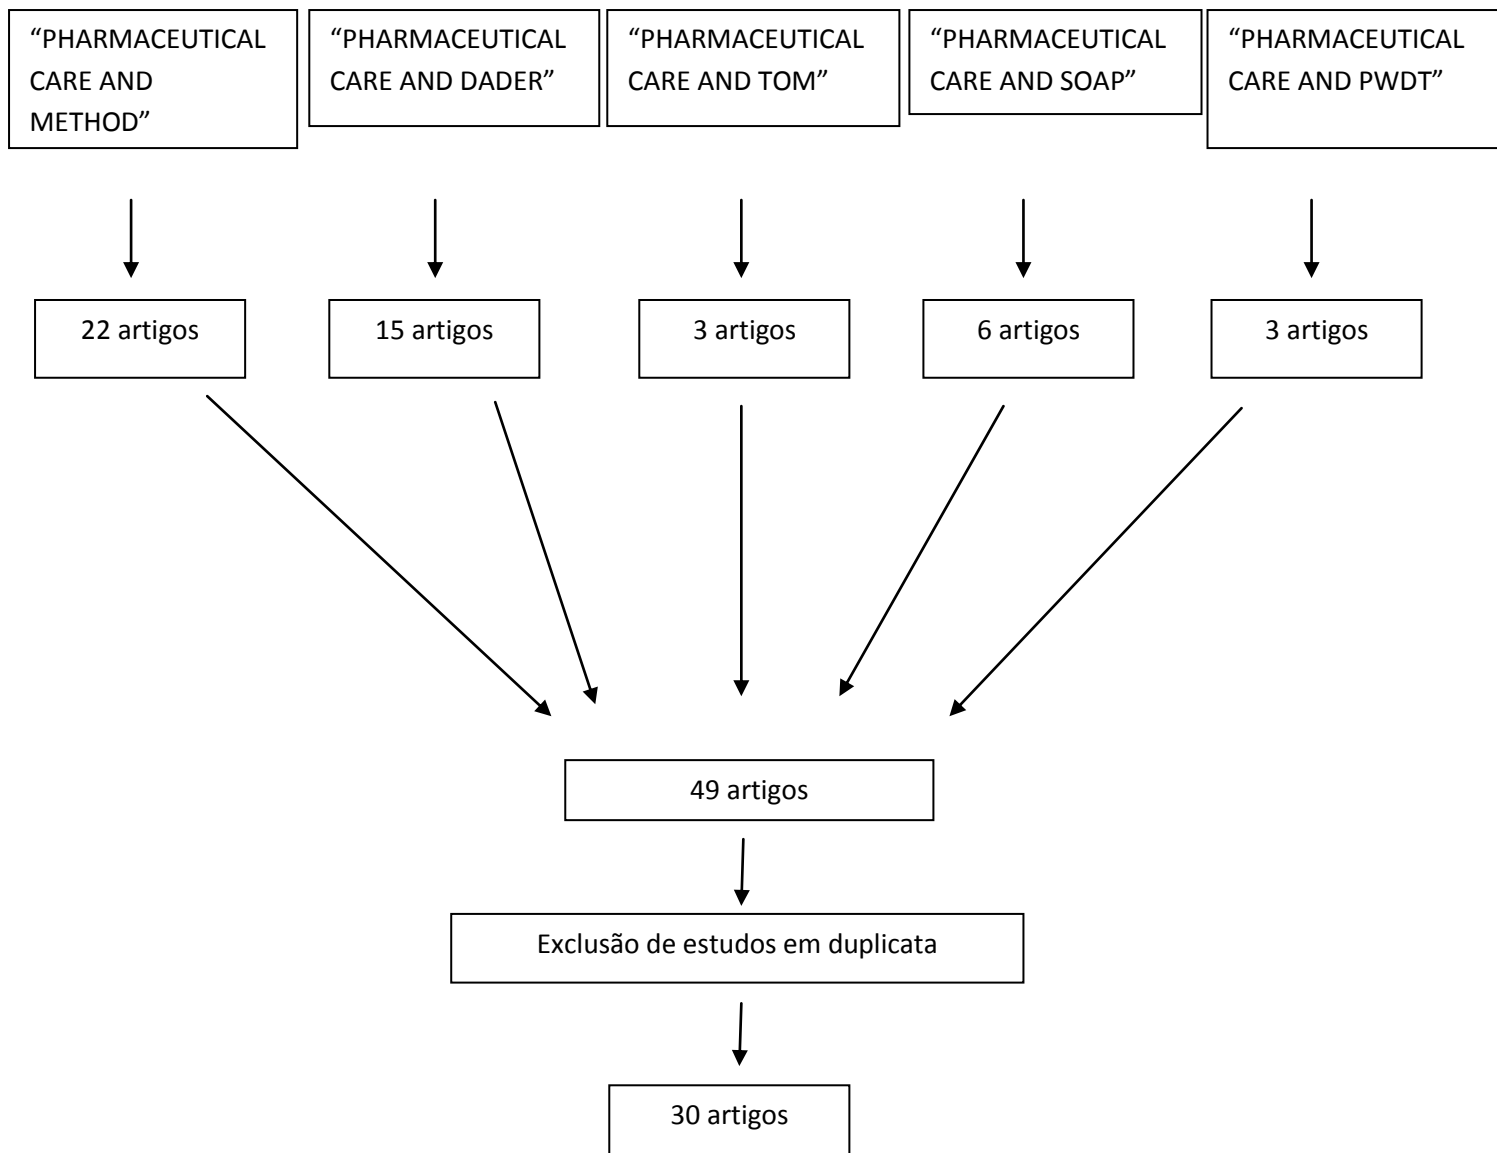 “PHARMACEUTICAL
CARE AND
METHOD”
“PHARMACEUTICAL
CARE AND DADER”
“PHARMACEUTICAL
CARE AND TOM”
“PHARMACEUTICAL
CARE AND SOAP”
“PHARMACEUTICAL
CARE AND PWDT”
22 artigos
15 artigos
3 artigos
6 artigos
3 artigos
49 artigos
Exclusão de estudos em duplicata
30 artigos